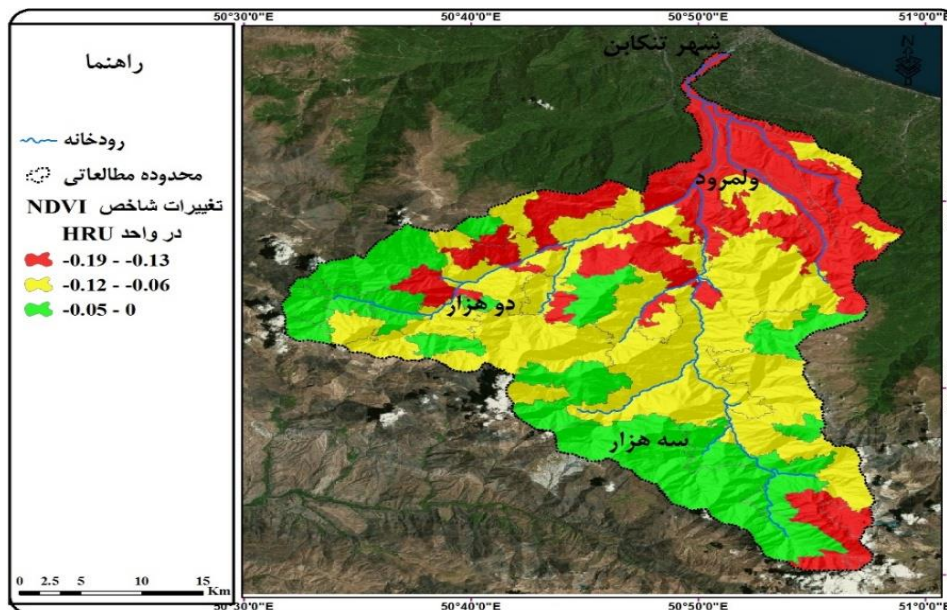 50°30'0"E
50°40'0"E
50°50'0"E
51°0'0"E
راهنما
رودخانه
محدوده مطالعاتی
تغییرات شاخص NDVI
در واحد HRU
-0.19 - -0.13
-0.12 - -0.06
-0.05 - 0
0 2.5 5 10 15
Km
شهر تنکابن
N
ولمرود
دو هزار
سه هزار
50°30'0"E
50°40'0"E
50°50'0"E
51°0'0"E